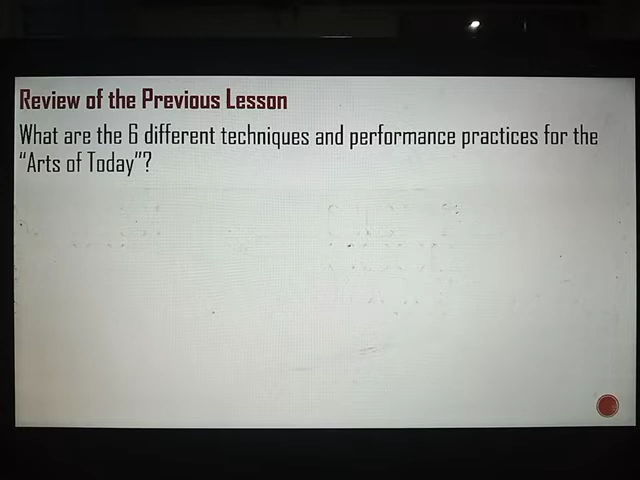 Review of the Previous Lesson
What are the 6 different techniques and performance practices for the
"Arts of Today"?